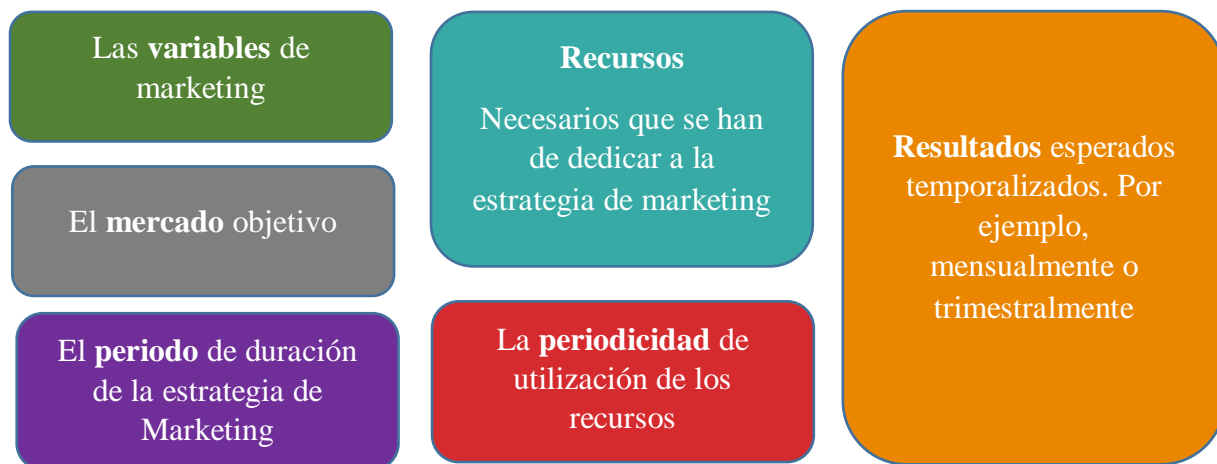 Las variables de
marketing
El mercado objetivo
El periodo de duración
de la estrategia de
Marketing
Recursos
Necesarios que se han
de dedicar a la
estrategia de marketing
La periodicidad de
utilización de los
recursos
Resultados esperados
temporalizados. Por
ejemplo,
mensualmente o
trimestralmente